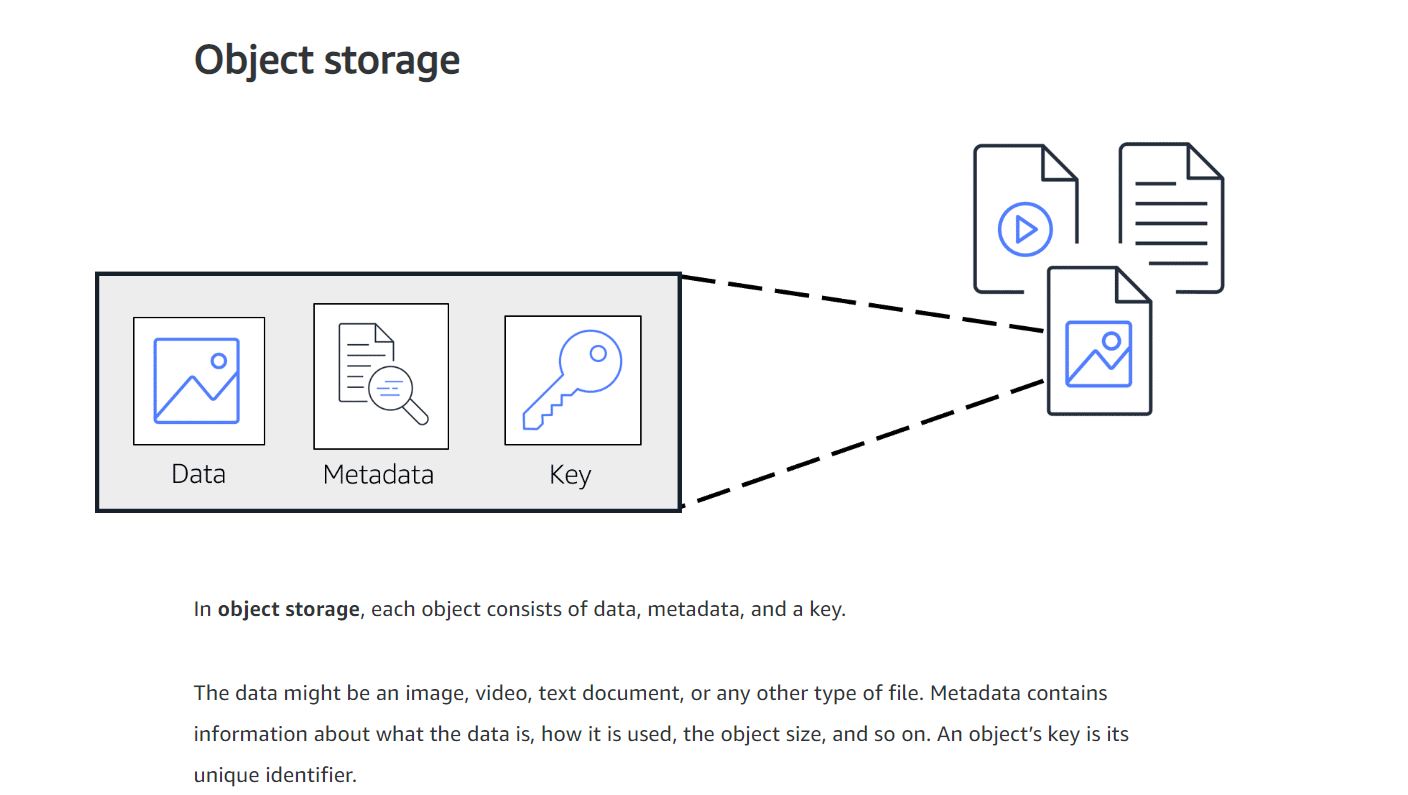 Object storage
Data
Metadata
Key
In object storage, each object consists of data, metadata, and a key.
The data might be an image, video, text document, or any other type of file. Metadata contains
information about what the data is, how it is used, the object size, and so on. An object’s key is its
unique identifier.